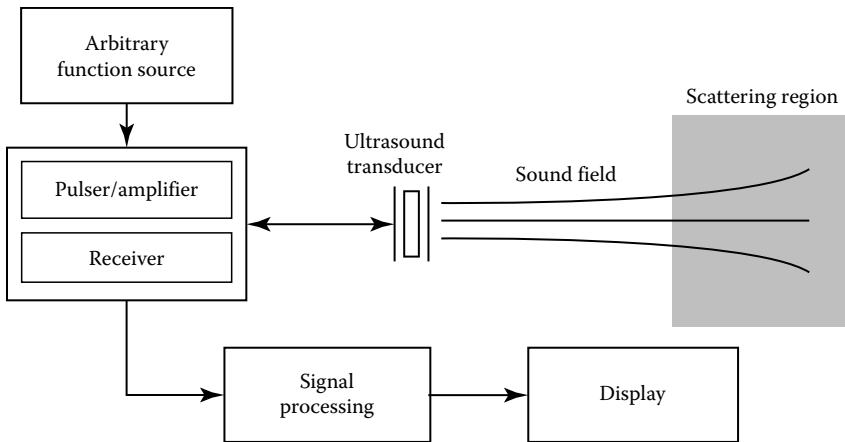 Arbitrary
function source
Scattering region
Ultrasound
transducer
Sound field
Pulser/amplifier
Receiver
Signal
processing
Display